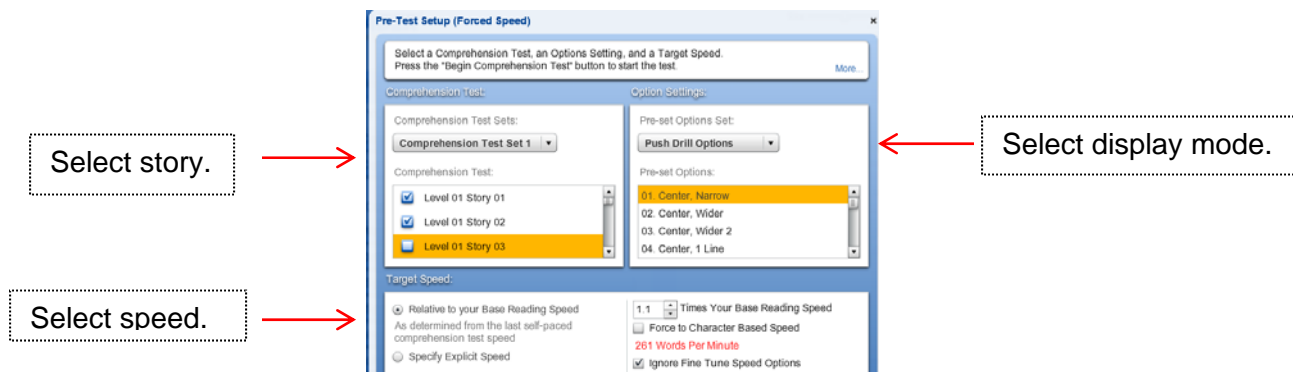 Pre-Test Setup (Forced Speed)
Select a Comprehension Test, an Options Setting, and a Target Speed.
Press the "Begin Comprehension Test" button to start the test.
More...
Comprehension Test:
Option Settings:
Comprehension Test Sets:
Comprehension Test Set 1
Comprehension Test:
Level 01 Story 01
Level 01 Story 02
Level 01 Story 03
Pre-set Options Set:
Push Drill Options
Pre-set Options:
01. Center, Narrow
02. Center, Wider
03. Center, Wider 2
04. Center, 1 Line
Select story.
Select display mode.
Target Speed:
Select speed.
Relative to your Base Reading Speed
As determined from the last self-paced
comprehension test speed
Specify Explicit Speed
1.1 Times Your Base Reading Speed
Force to Character Based Speed
261 Words Per Minute
Ignore Fine Tune Speed Options